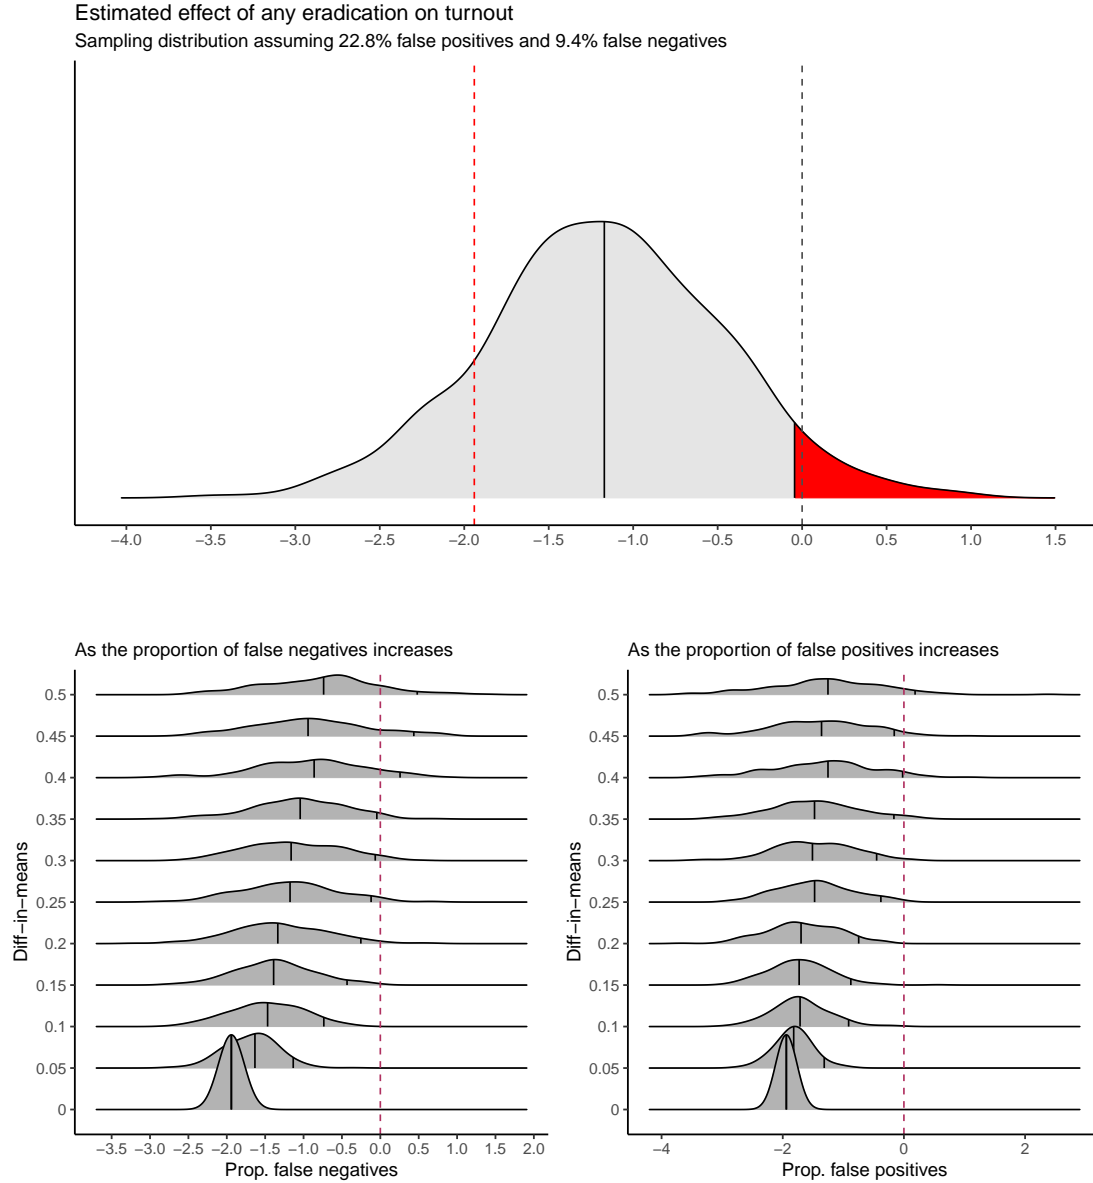 Estimated effect of any eradication on turnout
Sampling distribution assuming 22.8% false positives and 9.4% false negatives
−4.0 −3.5 −3.0 −2.5 −2.0 −1.5 −1.0 −0.5 0.0 0.5 1.0 1.5
As the proportion of false negatives increases
0.5
0.45
0.4
0.35
0.3
0.25
0.2
0.15
0.1
0.05
0
Diff−in−means
−3.5 −3.0 −2.5 −2.0 −1.5 −1.0 −0.5 0.0 0.5 1.0 1.5 2.0
Prop. false negatives
As the proportion of false positives increases
0.5
0.45
0.4
0.35
0.3
0.25
0.2
0.15
0.1
0.05
0
Diff−in−means
−4 −2 0 2
Prop. false positives